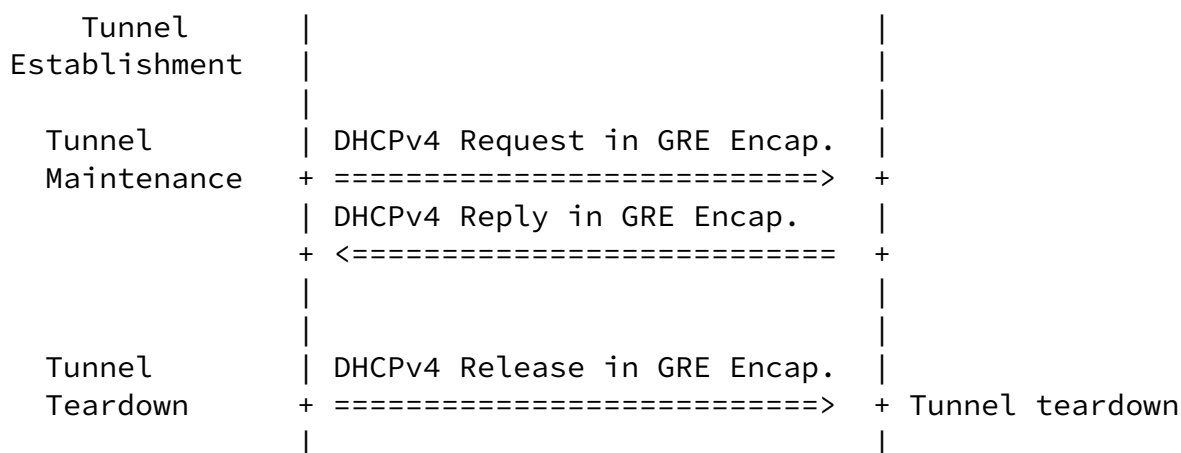 Tunnel      |                               |
Establishment   |                               |
                |                               |
  Tunnel        | DHCPv4 Request in GRE Encap.  |
  Maintenance   + ===========================>  +
                | DHCPv4 Reply in GRE Encap.    |
                + <===========================  +
                |                               |
                |                               |
  Tunnel        | DHCPv4 Release in GRE Encap.  |
  Teardown      + ===========================>  + Tunnel teardown
                |                               |